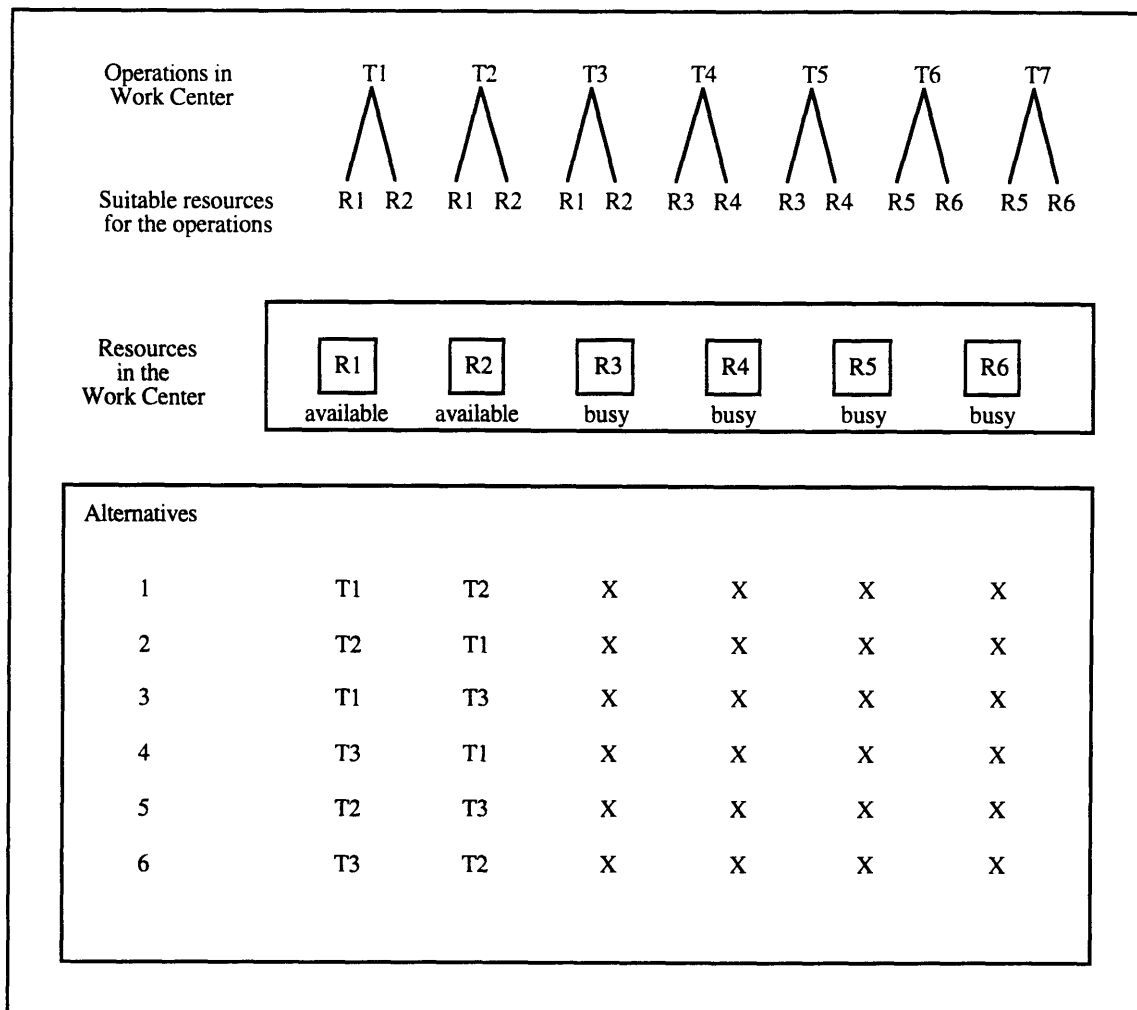 Operations in
Work Center
T1 T2 T3 T4 T5 T6 T7
Suitable resources
for the operations
R1 R2 R1 R2 R1 R2 R3 R4 R3 R4 R5 R6 R5 R6
Resources
in the
Work Center
R1 R2 R3 R4 R5 R6
available available busy busy busy busy
Alternatives
1 T1 T2 X X X X
2 T2 T1 X X X X
3 T1 T3 X X X X
4 T3 T1 X X X X
5 T2 T3 X X X X
6 T3 T2 X X X X